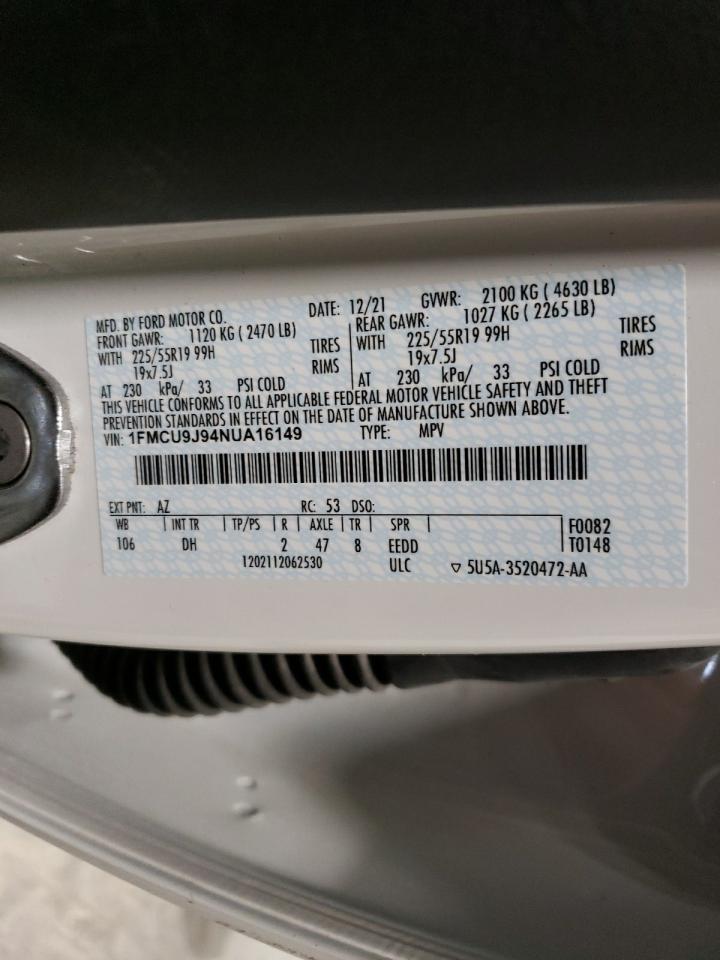 MFD. BY FORD MOTOR CO. DATE: 12/21 GVWR: 2100 KG ( 4630 LB)
FRONT GAWR: 1120 KG ( 2470 LB) REAR GAWR: 1027 KG ( 2265 LB)
WITH 225/55R19 99H TIRES WITH 225/55R19 99H TIRES
19x7.5J RIMS 19x7.5J RIMS
AT 230 kPa/ 33 PSI COLD AT 230 kPa/ 33 PSI COLD
THIS VEHICLE CONFORMS TO ALL APPLICABLE FEDERAL MOTOR VEHICLE SAFETY AND THEFT
PREVENTION STANDARDS IN EFFECT ON THE DATE OF MANUFACTURE SHOWN ABOVE.
VIN: 1FMCU9J94NUA16149 TYPE: MPV
EXT PNT: AZ RC: 53 DSO:
WB INT TR TP/PS R AXLE TR SPR F0082
106 DH 2 47 8 EEDD T0148
1202112062530 ULC ▽ 5U5A-3520472-AA